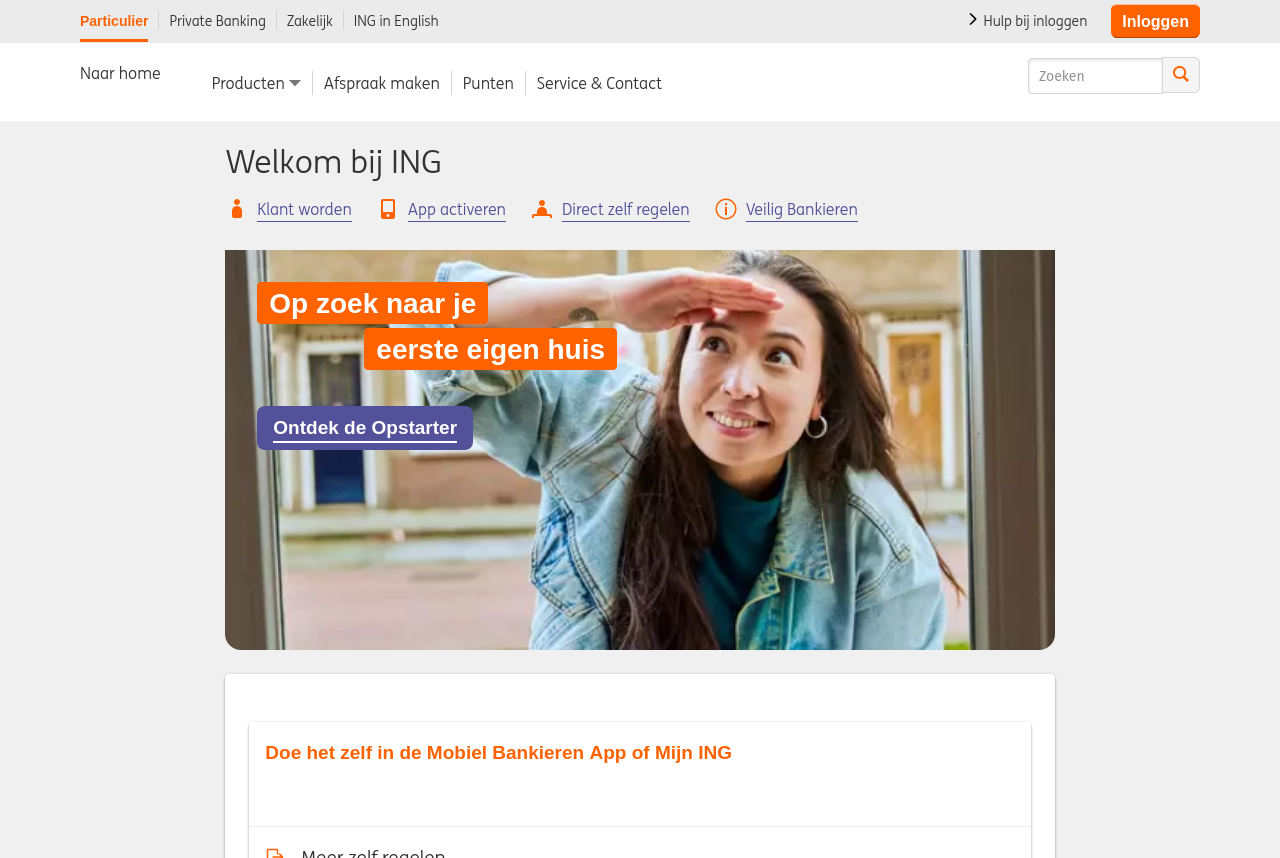 Particulier Private Banking Zakelijk ING in English Hulp bij inloggen Inloggen
Naar home Producten Afspraak maken Punten Service & Contact Zoeken
Welkom bij ING
Klant worden App activeren Direct zelf regelen Veilig Bankieren
Op zoek naar je
eerste eigen huis
Ontdek de Opstarter
Doe het zelf in de Mobiel Bankieren App of Mijn ING
Meer zelf regelen